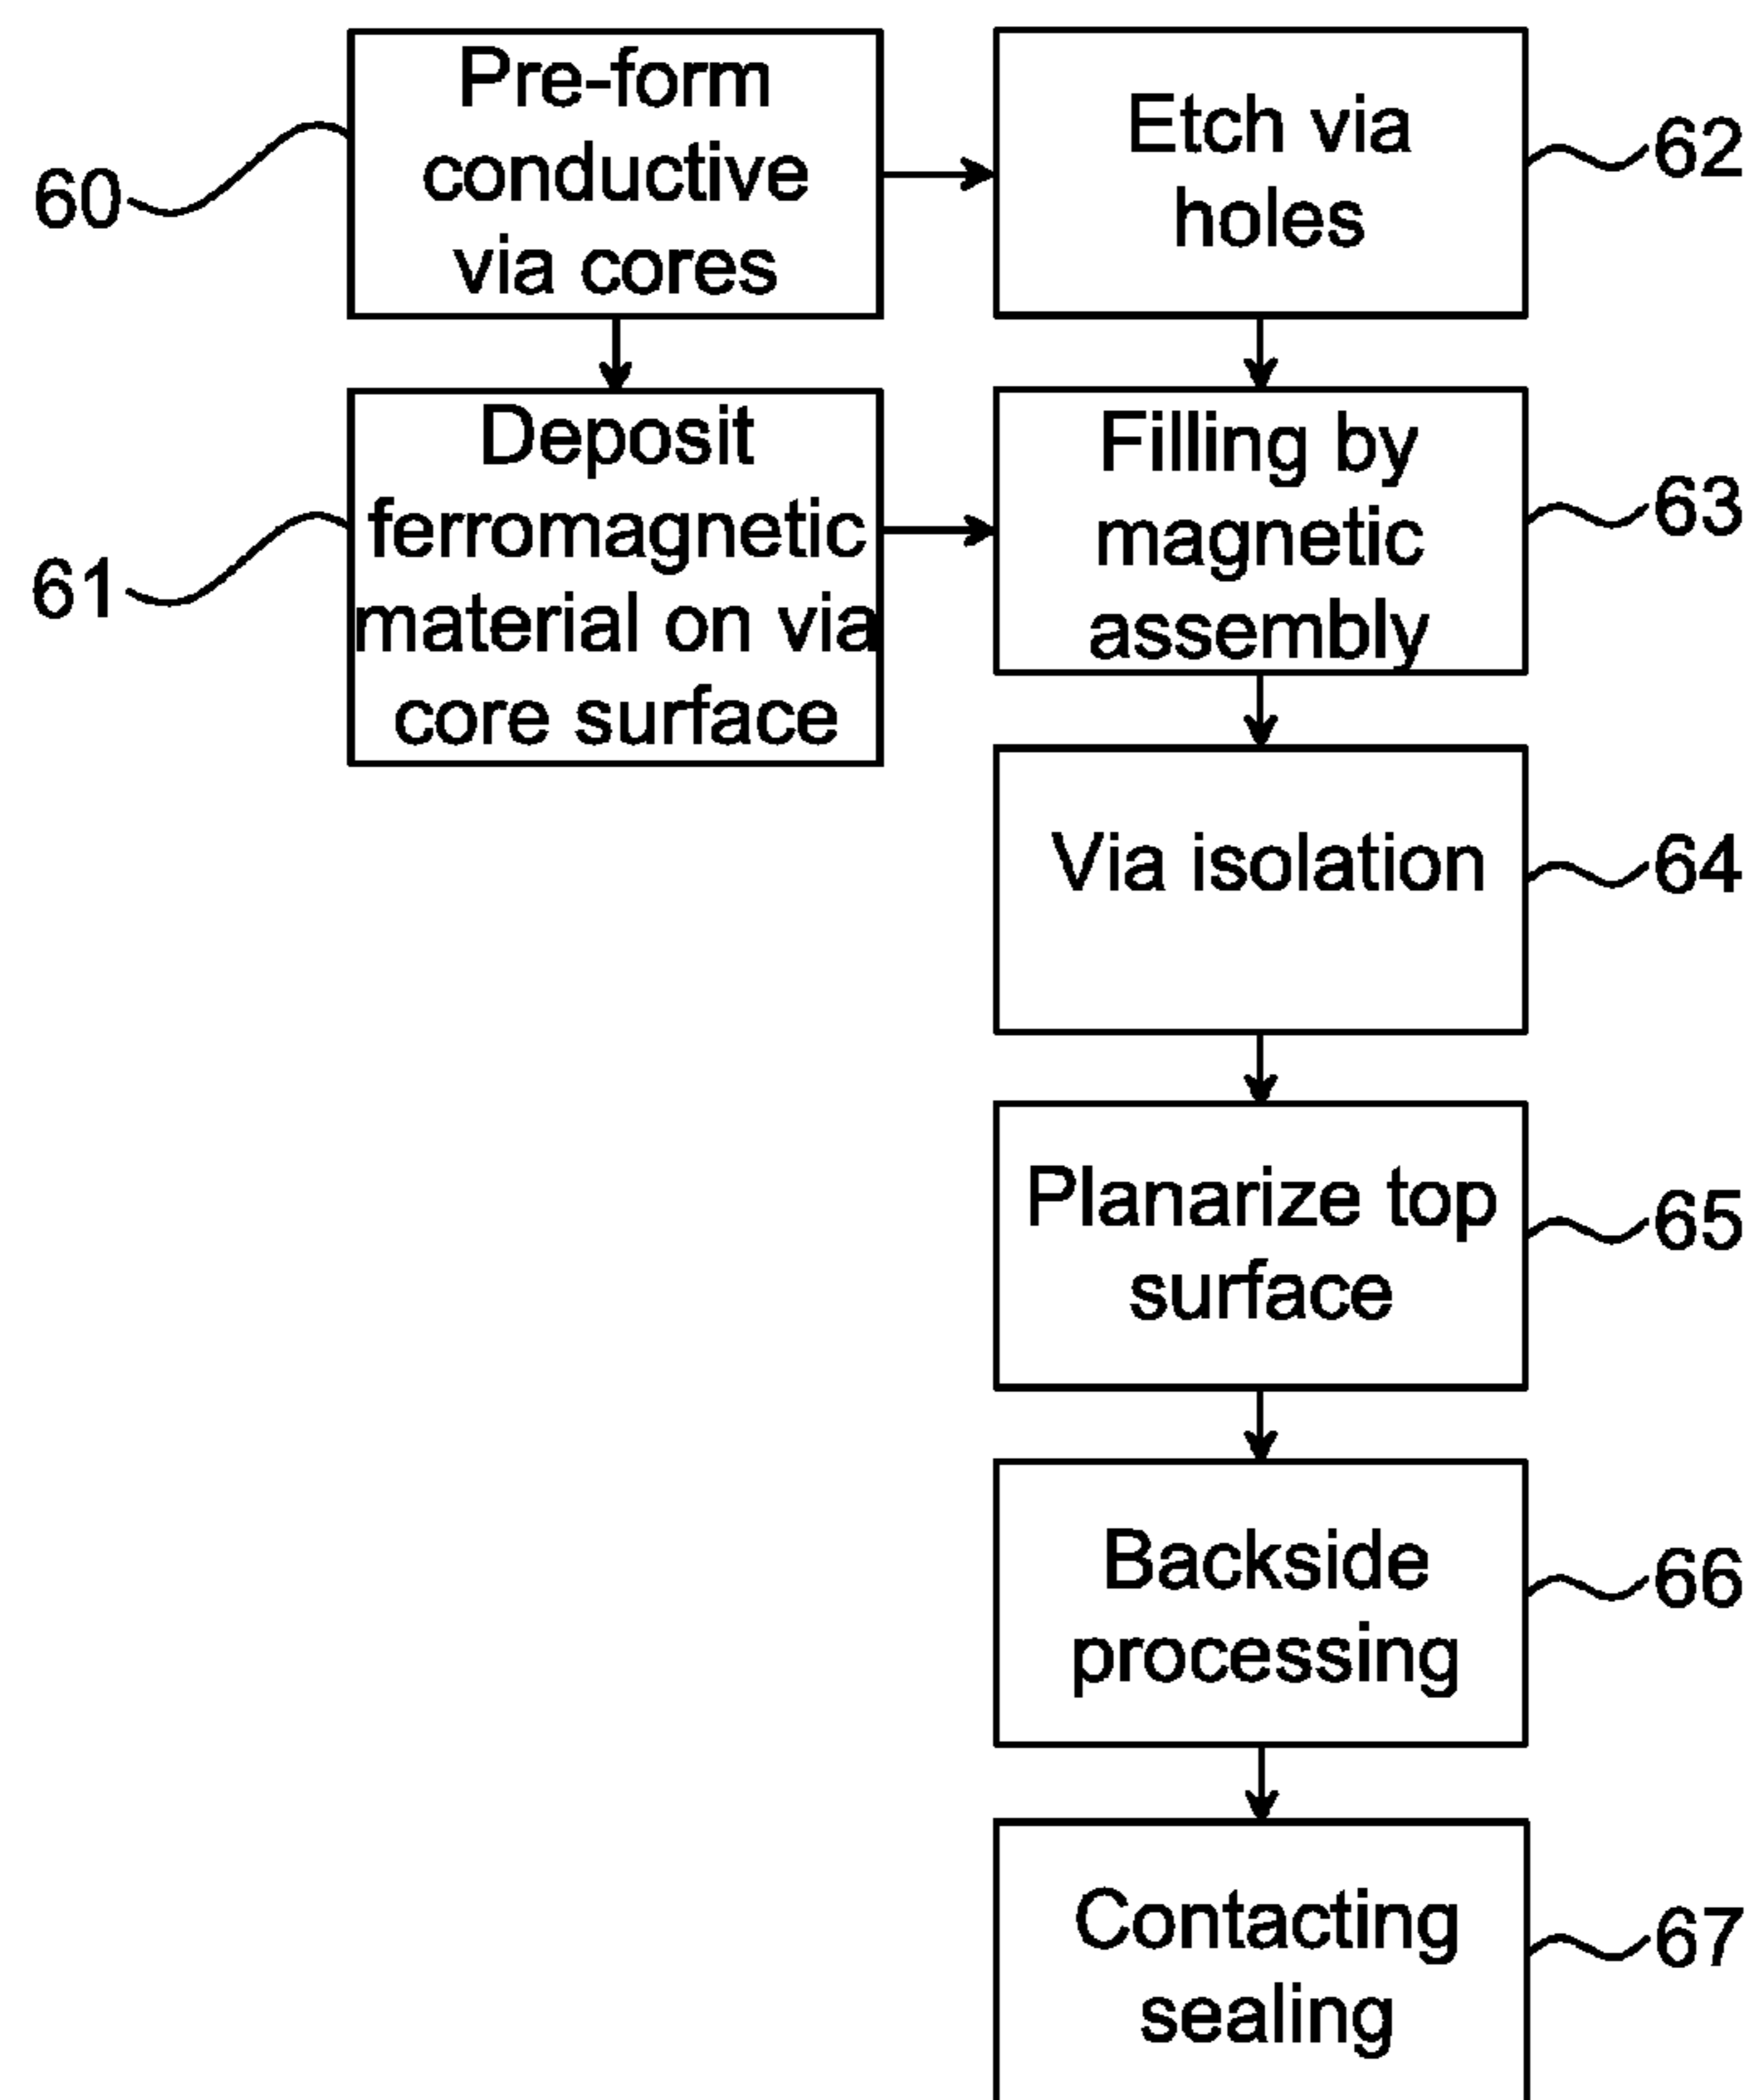 60
Pre-form
conductive
via cores
Etch via
holes
62
61
Deposit
ferromagnetic
material on via
core surface
Filling by
magnetic
assembly
63
Via isolation
64
Planarize top
surface
65
Backside
processing
66
Contacting
sealing
67